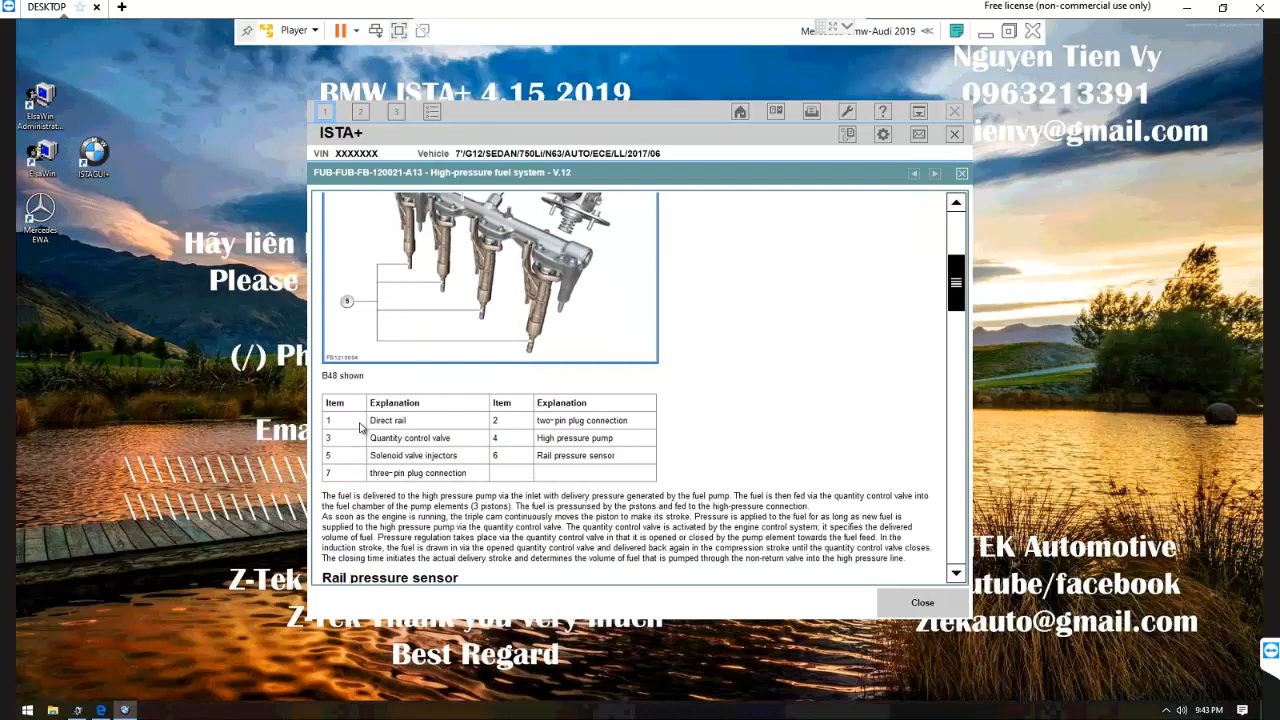 DESKTOP
Free license (non-commercial use only)
Player
BMW ISTA+ 4.15 2019
Nguyen Tien Vy
0963213391
ienvy@gmail.com
ElsaWin
Administrat...
ElsaWin
ISTAGUI+
Mercedes
EWA
Hãy liên
Please
(/) Ph
Ema
1
2
3
ISTA+
VIN XXXXXXX Vehicle 7'/G12/SEDAN/750Li/N63/AUTO/ECE/LL/2017/06
FUB-FUB-FB-120021-A13 - High-pressure fuel system - V.12
5
FB1210054
B48 shown
Item Explanation Item Explanation
1 Direct rail 2 two-pin plug connection
3 Quantity control valve 4 High pressure pump
5 Solenoid valve injectors 6 Rail pressure sensor
7 three-pin plug connection
The fuel is delivered to the high pressure pump via the inlet with delivery pressure generated by the fuel pump. The fuel is then fed via the quantity control valve into
the fuel chamber of the pump elements (3 pistons). The fuel is pressurised by the pistons and fed to the high-pressure connection.
As soon as the engine is running, the triple cam continuously moves the piston to make its stroke. Pressure is applied to the fuel for as long as new fuel is
supplied to the high pressure pump via the quantity control valve. The quantity control valve is activated by the engine control system; it specifies the delivered
volume of fuel. Pressure regulation takes place via the quantity control valve in that it is opened or closed by the pump element towards the fuel feed. In the
induction stroke, the fuel is drawn in via the opened quantity control valve and delivered back again in the compression stroke until the quantity control valve closes.
The closing time initiates the actual delivery stroke and determines the volume of fuel that is pumped through the non-return valve into the high pressure line.
Rail pressure sensor
Close
TEK Automotive
utube/facebook
ztekauto@gmail.com
Z-Tek
Z-Tek Thank you very much
Best Regard
9:43 PM